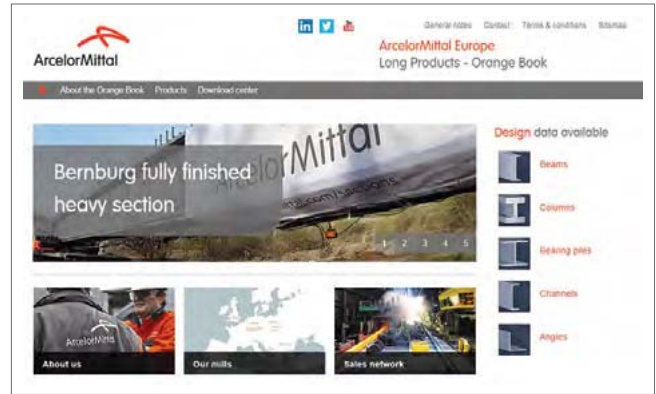 General notes Contact Terms & conditions Sitemap
ArcelorMittal
ArcelorMittal Europe
Long Products - Orange Book
About the Orange Book Products Download center
Bernburg fully finished
heavy section
ArcelorMittal
1 2 3 4 5
Design data available
Beams
Columns
Bearing piles
Channels
Angles
ArcelorMittal
About us
Our mills
Sales network